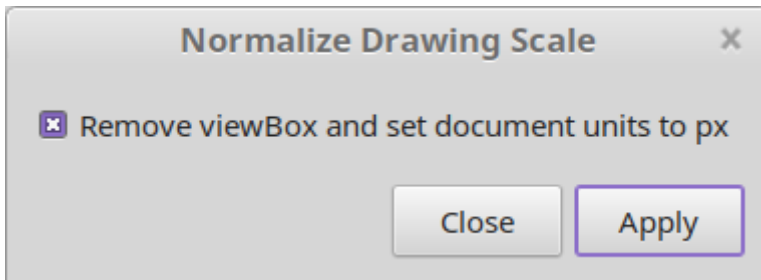 Normalize Drawing Scale
Remove viewBox and set document units to px
Close Apply